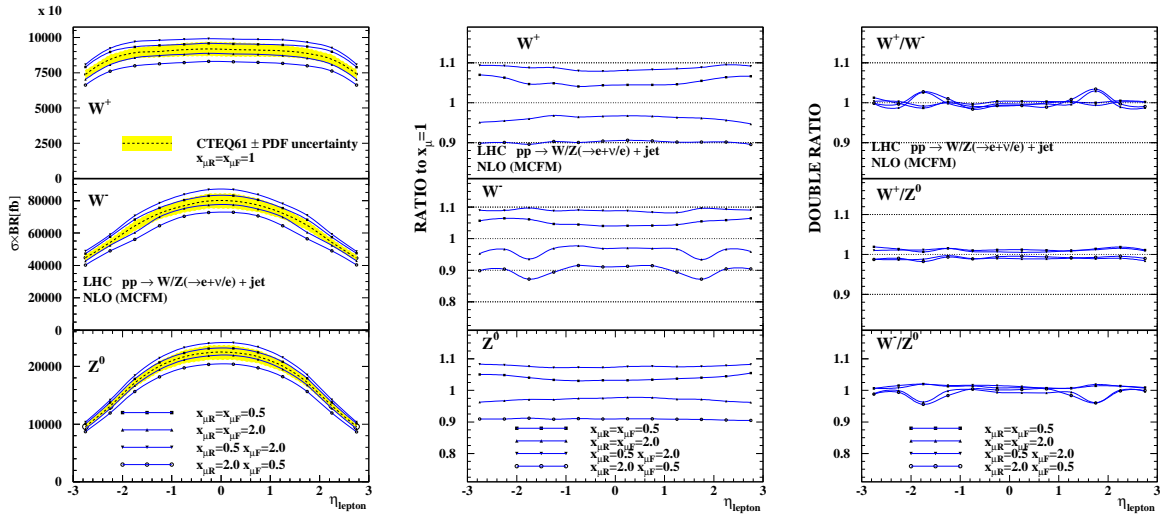 x 10
10000
7500
5000
2500
0
W+
CTEQ61 ± PDF uncertainty
xμR=xμF=1
σ×BR[fb]
80000
60000
40000
20000
0
W-
LHC pp → W/Z(→e+ν/e) + jet
NLO (MCFM)
20000
10000
0
Z0
xμR=xμF=0.5
xμR=xμF=2.0
xμR=0.5 xμF=2.0
xμR=2.0 xμF=0.5
-3 -2 -1 0 1 2 3
ηlepton
RATIO to xμ=1
W+
1.1
1
0.9
LHC pp → W/Z(→e+ν/e) + jet
NLO (MCFM)
W-
1.1
1
0.9
0.8
Z0
1.1
1
0.9
0.8
xμR=xμF=0.5
xμR=xμF=2.0
xμR=0.5 xμF=2.0
xμR=2.0 xμF=0.5
-3 -2 -1 0 1 2 3
ηlepton
DOUBLE RATIO
W+/W-
1.1
1
0.9
LHC pp → W/Z(→e+ν/e) + jet
NLO (MCFM)
W+/Z0
1.1
1
0.9
W-/Z0
1.1
1
0.9
0.8
xμR=xμF=0.5
xμR=xμF=2.0
xμR=0.5 xμF=2.0
xμR=2.0 xμF=0.5
-3 -2 -1 0 1 2 3
ηlepton